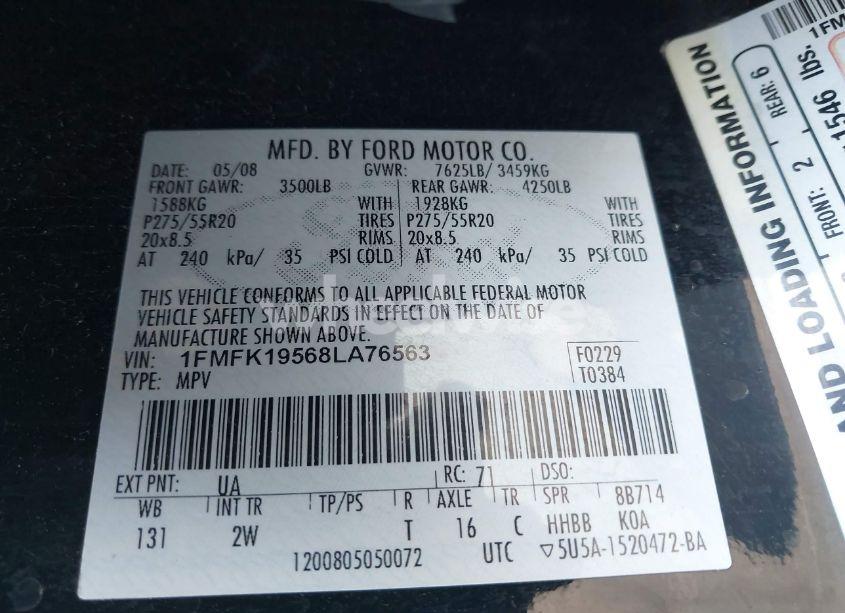 MFD. BY FORD MOTOR CO.
DATE: 05/08 GVWR: 7625LB/ 3459KG
FRONT GAWR: 3500LB REAR GAWR: 4250LB
1588KG WITH 1928KG WITH
P275/55R20 TIRES P275/55R20 TIRES
20x8.5 RIMS 20x8.5 RIMS
AT 240 kPa/ 35 PSI COLD AT 240 kPa/ 35 PSI COLD
THIS VEHICLE CONFORMS TO ALL APPLICABLE FEDERAL MOTOR
VEHICLE SAFETY STANDARDS IN EFFECT ON THE DATE OF
MANUFACTURE SHOWN ABOVE.
VIN: 1FMFK19568LA76563 F0229
TYPE: MPV T0384
EXT PNT: UA RC: 71 DSO:
WB INT TR TP/PS R AXLE TR SPR 8B714
131 2W T 16 C HHBB K0A
1200805050072 UTC ▽5U5A-1520472-BA
AND LOADING INFORMATION
FRONT: 2 REAR: 6
1546 lbs.
1FM